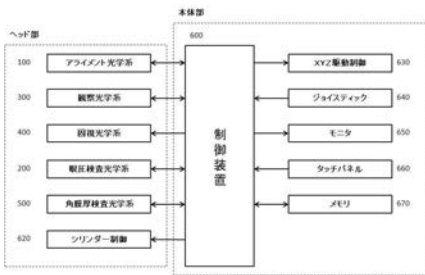 本体部
ヘッド部
600
100 アライメント光学系
XYZ駆動制御 630
300 観察光学系
ジョイスティック 640
400 固視光学系
制御装置
モニタ 650
200 眼圧検査光学系
タッチパネル 660
500 角膜厚検査光学系
メモリ 670
620 シリンダー制御